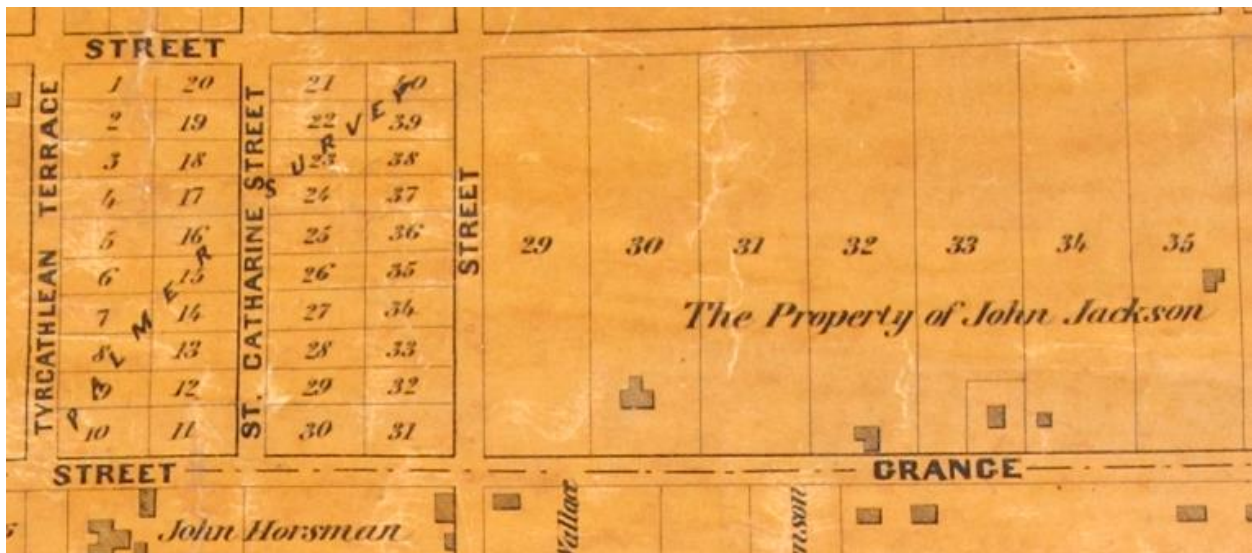 STREET
TYRCATHLEAN TERRACE
1 20
2 19
3 18
4 17
5 16
6 15
7 14
8 13
9 12
10 11
PALMER SURVEY
ST. CATHARINE STREET
21 40
22 39
23 38
24 37
25 36
26 35
27 34
28 33
29 32
30 31
STREET
29 30 31 32 33 34 35
The Property of John Jackson
STREET GRANGE
John Horsman
Wallace